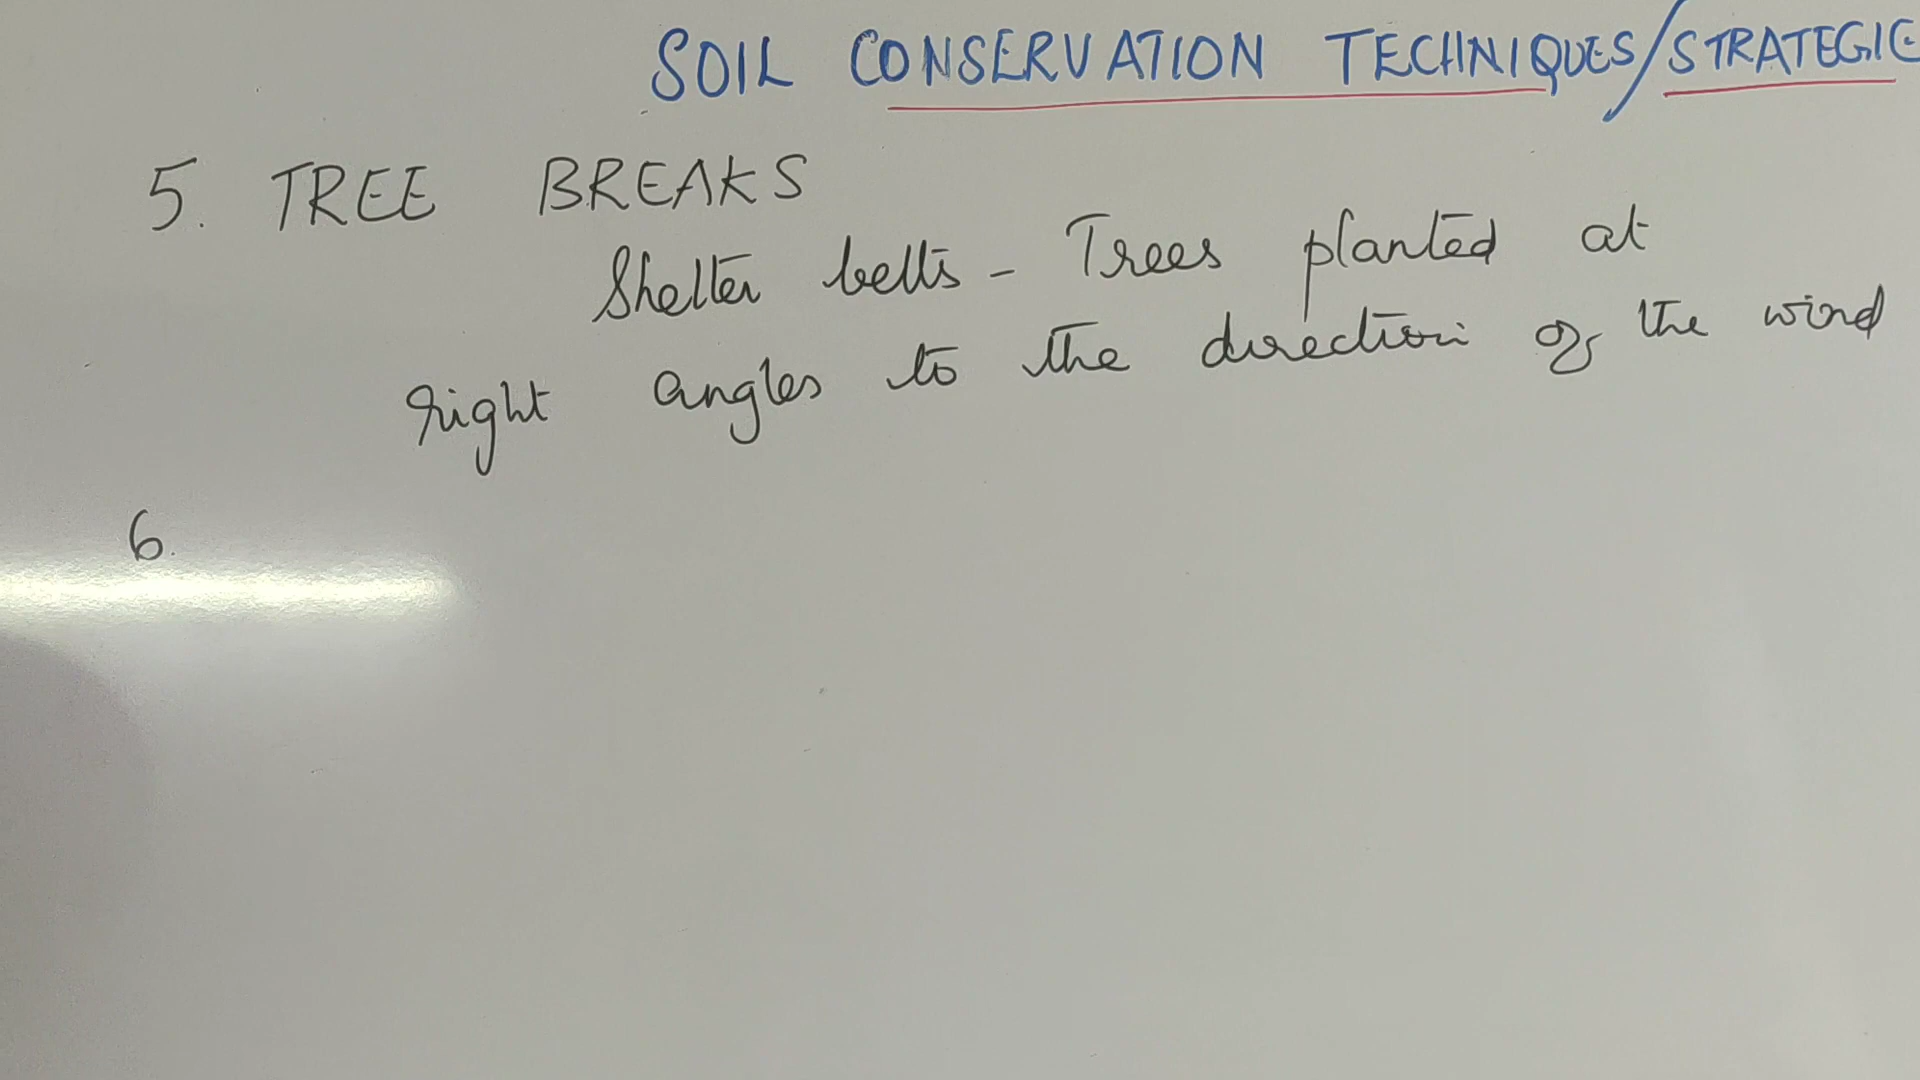 SOIL CONSERVATION TECHNIQUES/STRATEGIE
5. TREE BREAKS
Shelter belts - Trees planted at
right angles to the direction of the wind
6.